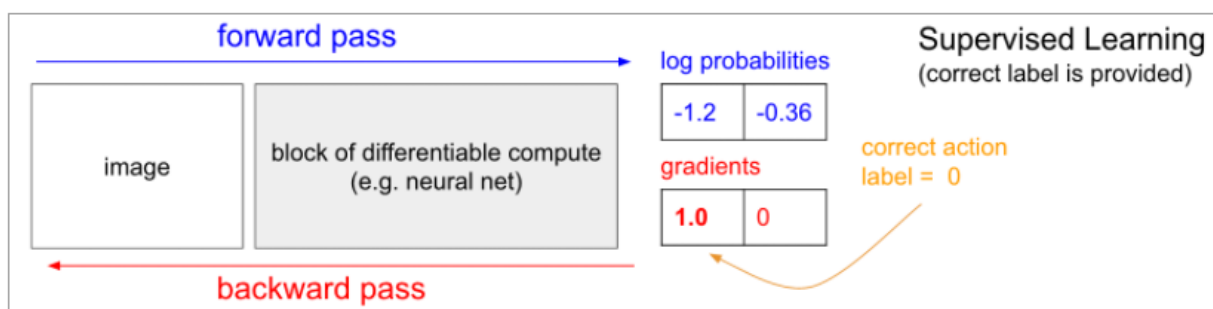 forward pass
Supervised Learning
(correct label is provided)
log probabilities
-1.2 -0.36
image
block of differentiable compute
(e.g. neural net)
gradients
1.0 0
correct action
label = 0
backward pass